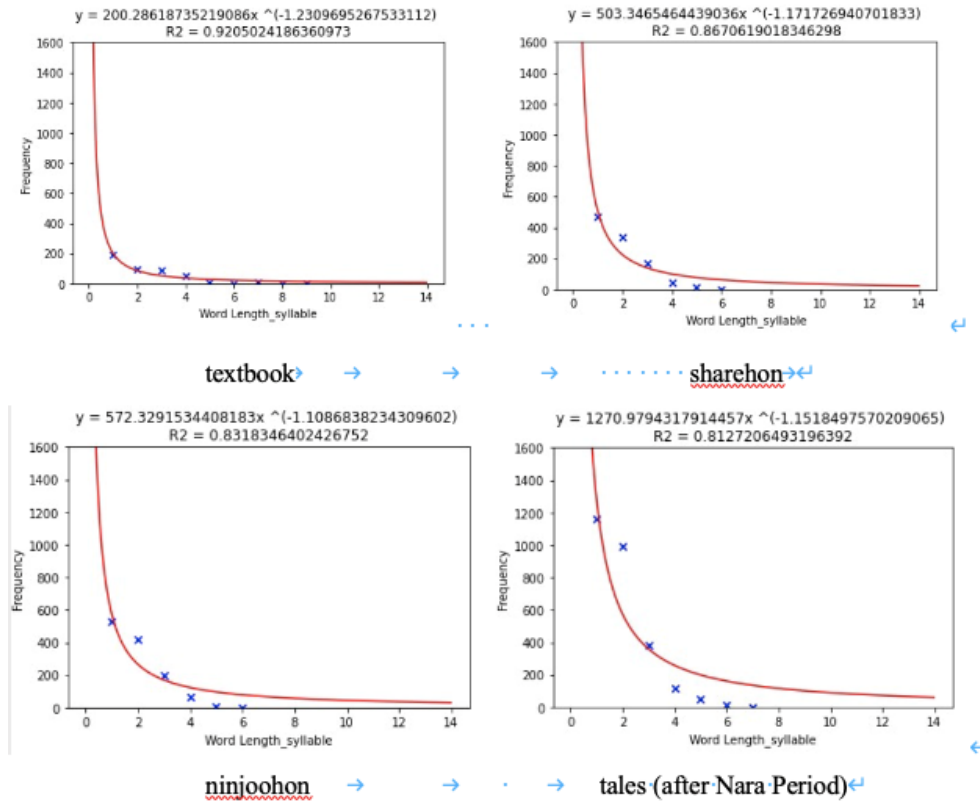 y = 200.28618735219086x ^(-1.2309695267533112)
R2 = 0.9205024186360973
1600
1400
1200
1000
800
600
400
200
0
Frequency
0 2 4 6 8 10 12 14
Word Length_syllable
textbook
y = 503.3465464439036x ^(-1.171726940701833)
R2 = 0.8670619018346298
1600
1400
1200
1000
800
600
400
200
0
Frequency
0 2 4 6 8 10 12 14
Word Length_syllable
sharehon
y = 572.3291534408183x ^(-1.1086838234309602)
R2 = 0.8318346402426752
1600
1400
1200
1000
800
600
400
200
0
Frequency
0 2 4 6 8 10 12 14
Word Length_syllable
ninjoohon
y = 1270.9794317914457x ^(-1.1518497570209065)
R2 = 0.8127206493196392
1600
1400
1200
1000
800
600
400
200
0
Frequency
0 2 4 6 8 10 12 14
Word Length_syllable
tales (after Nara Period)